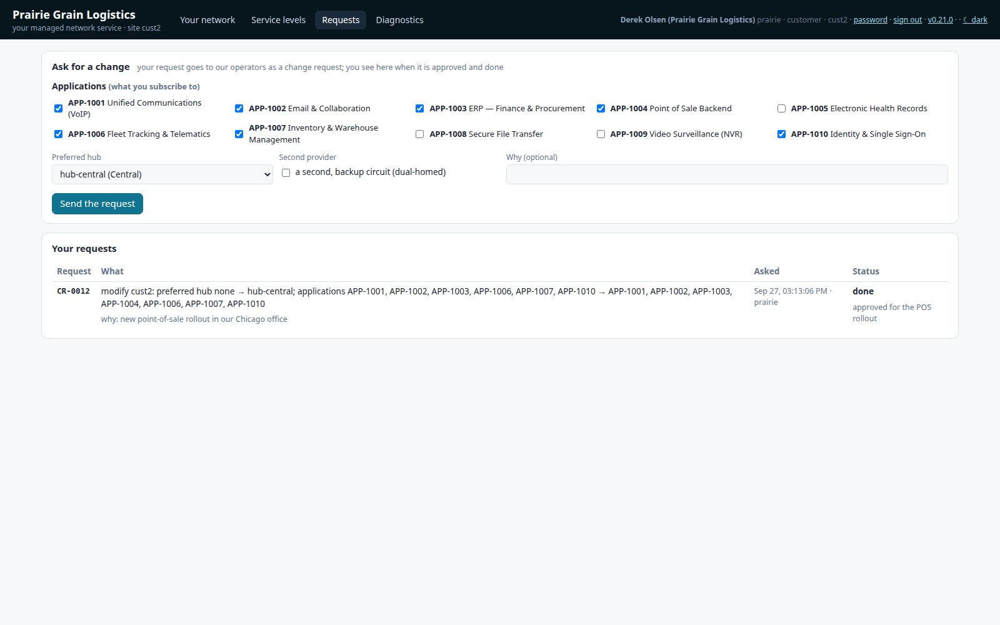 Prairie Grain Logistics
your managed network service · site cust2
Your network
Service levels
Requests
Diagnostics
Derek Olsen (Prairie Grain Logistics) prairie · customer · cust2 · password · sign out · v0.21.0 · · ☾ dark
Ask for a change your request goes to our operators as a change request; you see here when it is approved and done
Applications (what you subscribe to)
APP-1001 Unified Communications
(VoIP)
APP-1002 Email & Collaboration
APP-1003 ERP — Finance & Procurement
APP-1004 Point of Sale Backend
APP-1005 Electronic Health Records
APP-1006 Fleet Tracking & Telematics
APP-1007 Inventory & Warehouse
Management
APP-1008 Secure File Transfer
APP-1009 Video Surveillance (NVR)
APP-1010 Identity & Single Sign-On
Preferred hub
hub-central (Central)
Second provider
a second, backup circuit (dual-homed)
Why (optional)
Send the request
Your requests
Request What Asked Status
CR-0012
modify cust2: preferred hub none → hub-central; applications APP-1001, APP-1002, APP-1003, APP-1006, APP-1007, APP-1010 → APP-1001, APP-1002, APP-1003,
APP-1004, APP-1006, APP-1007, APP-1010
why: new point-of-sale rollout in our Chicago office
Sep 27, 03:13:06 PM ·
prairie
done
approved for the POS
rollout